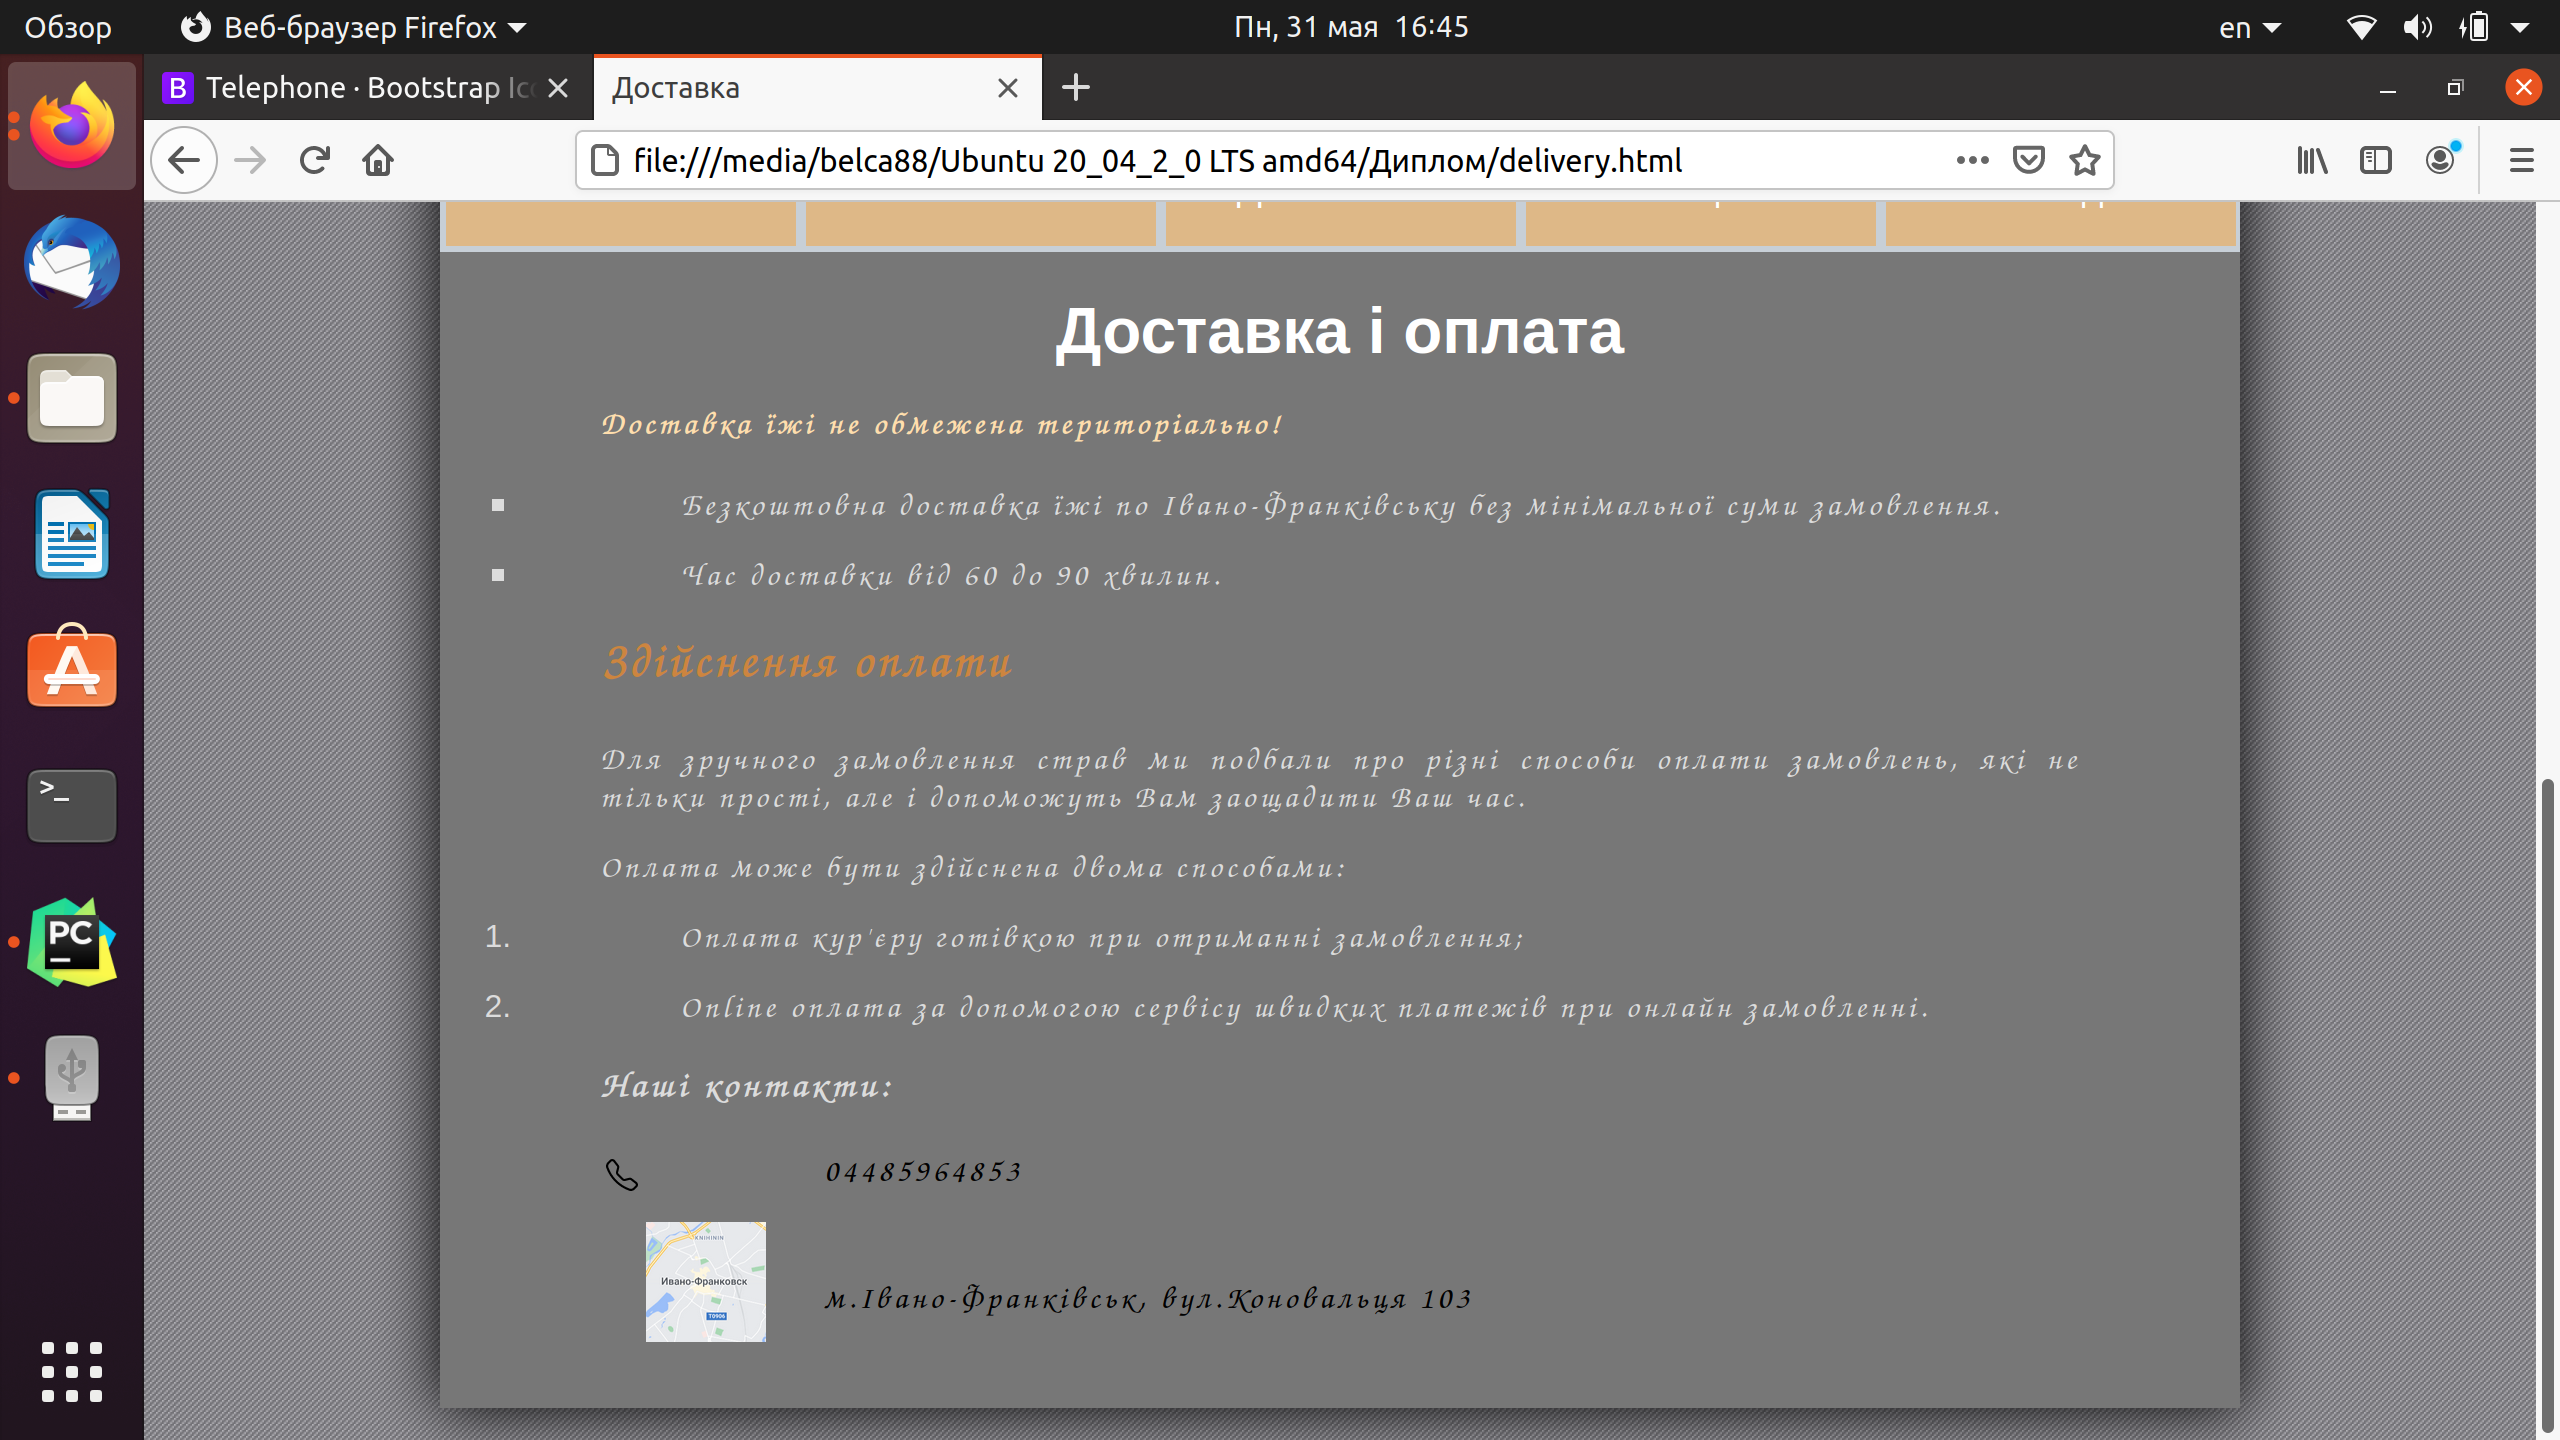 Обзор
Веб-браузер Firefox
Пн, 31 мая 16:45
en
B Telephone · Bootstrap Ic
Доставка
file:///media/belca88/Ubuntu 20_04_2_0 LTS amd64/Диплом/delivery.html
Доставка і оплата
Доставка їжі не обмежена територіально!
Безкоштовна доставка їжі по Івано-Франківську без мінімальної суми замовлення.
Час доставки від 60 до 90 хвилин.
Здійснення оплати
Для зручного замовлення страв ми подбали про різні способи оплати замовлень, які не
тільки прості, але і допоможуть Вам заощадити Ваш час.
Оплата може бути здійснена двома способами:
1. Оплата кур'єру готівкою при отриманні замовлення;
2. Online оплата за допомогою сервісу швидких платежів при онлайн замовленні.
Наші контакти:
04485964853
KNIHININ
Ивано-Франковск
T0906
м.Івано-Франківськ, вул.Коновальця 103
>_
PC